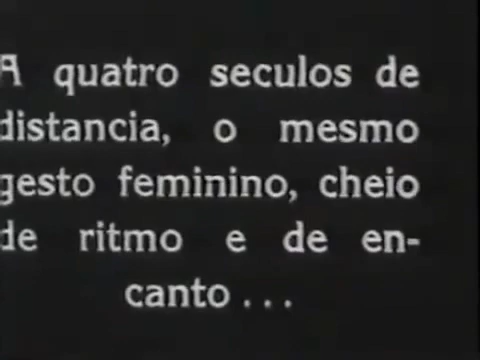 A quatro seculos de
distancia, o mesmo
gesto feminino, cheio
de ritmo e de en-
canto...